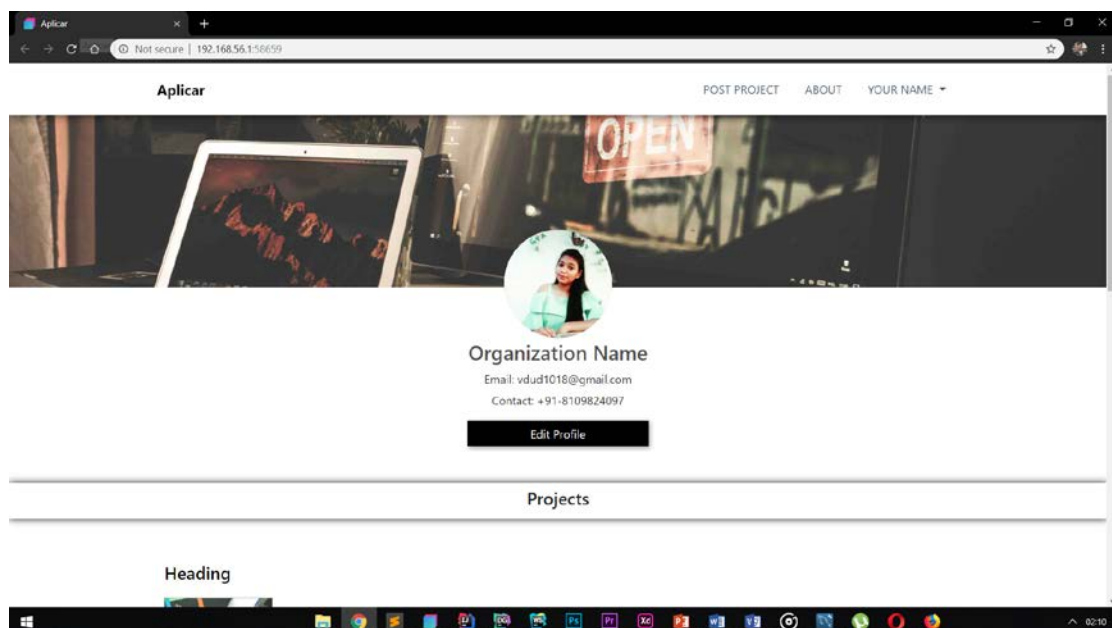 Aplicar
Not secure | 192.168.56.1:58659
Aplicar
POST PROJECT ABOUT YOUR NAME
OPEN
Organization Name
Email: vdud1018@gmail.com
Contact: +91-8109824097
Edit Profile
Projects
Heading
02:10